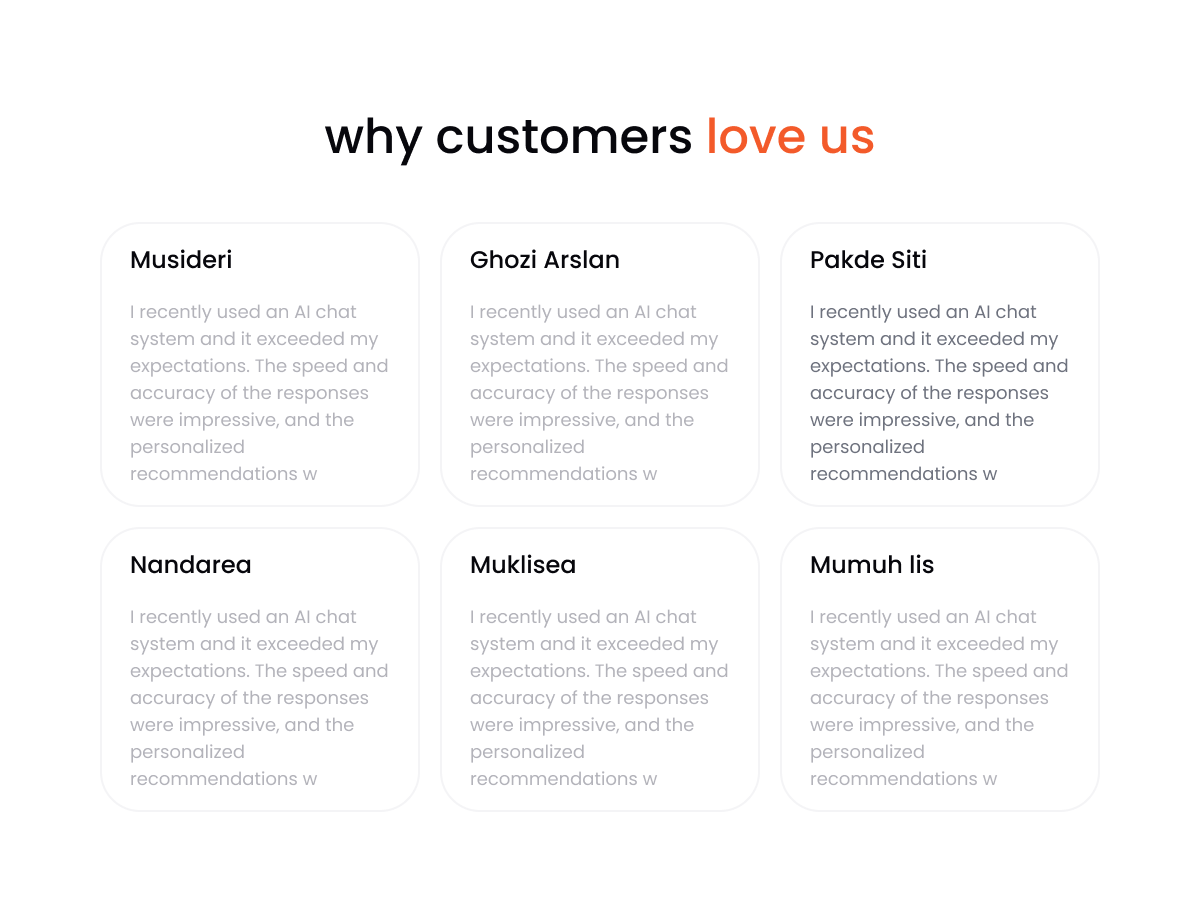 why customers love us
Musideri
I recently used an AI chat
system and it exceeded my
expectations. The speed and
accuracy of the responses
were impressive, and the
personalized
recommendations w
Ghozi Arslan
I recently used an AI chat
system and it exceeded my
expectations. The speed and
accuracy of the responses
were impressive, and the
personalized
recommendations w
Pakde Siti
I recently used an AI chat
system and it exceeded my
expectations. The speed and
accuracy of the responses
were impressive, and the
personalized
recommendations w
Nandarea
I recently used an AI chat
system and it exceeded my
expectations. The speed and
accuracy of the responses
were impressive, and the
personalized
recommendations w
Muklisea
I recently used an AI chat
system and it exceeded my
expectations. The speed and
accuracy of the responses
were impressive, and the
personalized
recommendations w
Mumuh lis
I recently used an AI chat
system and it exceeded my
expectations. The speed and
accuracy of the responses
were impressive, and the
personalized
recommendations w